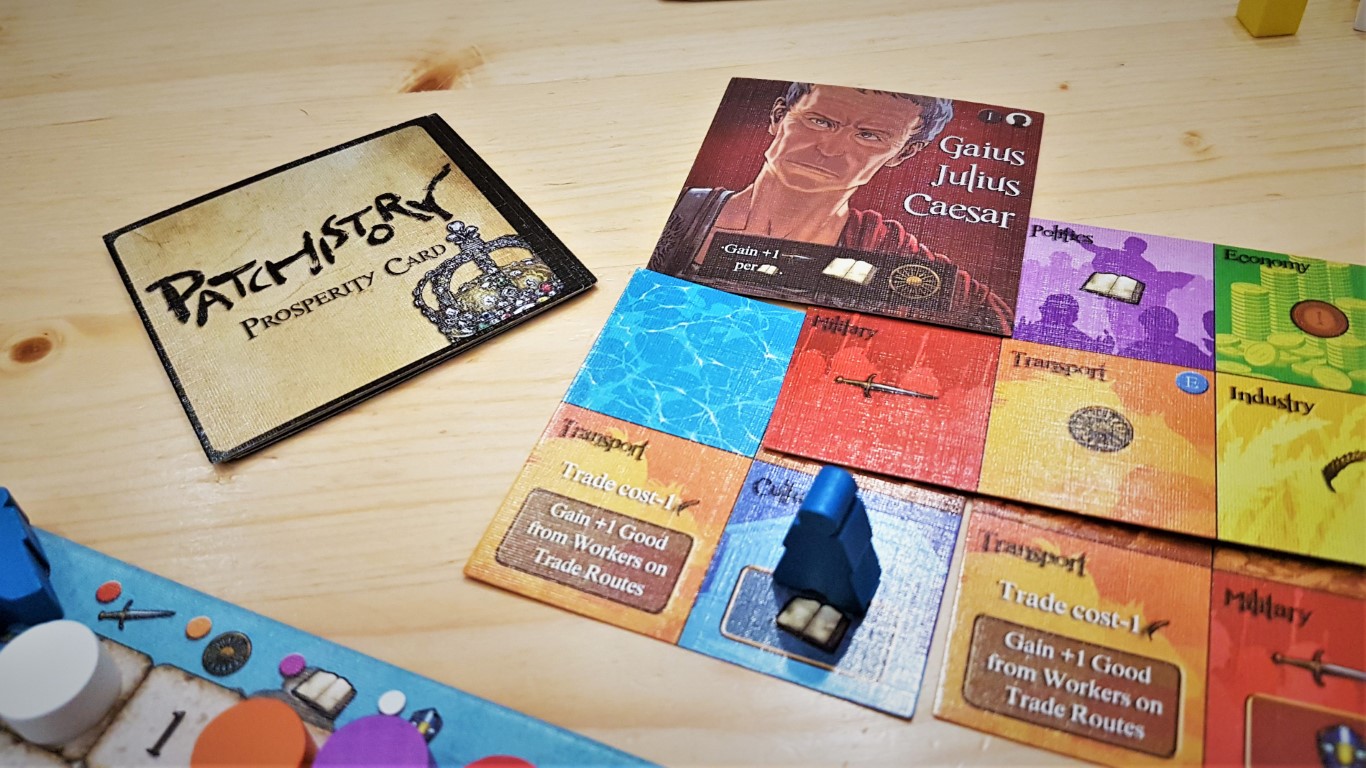 PATCHISTORY
PROSPERITY CARD
I
Gaius
Julius
Caesar
Gain +1
per
Politics
Economy
I
Military
Transport
E
Industry
Transport
Trade cost-1
Gain +1 Good
from Workers on
Trade Routes
Transport
Trade cost-1
Gain +1 Good
from Workers on
Trade Routes
Military
1